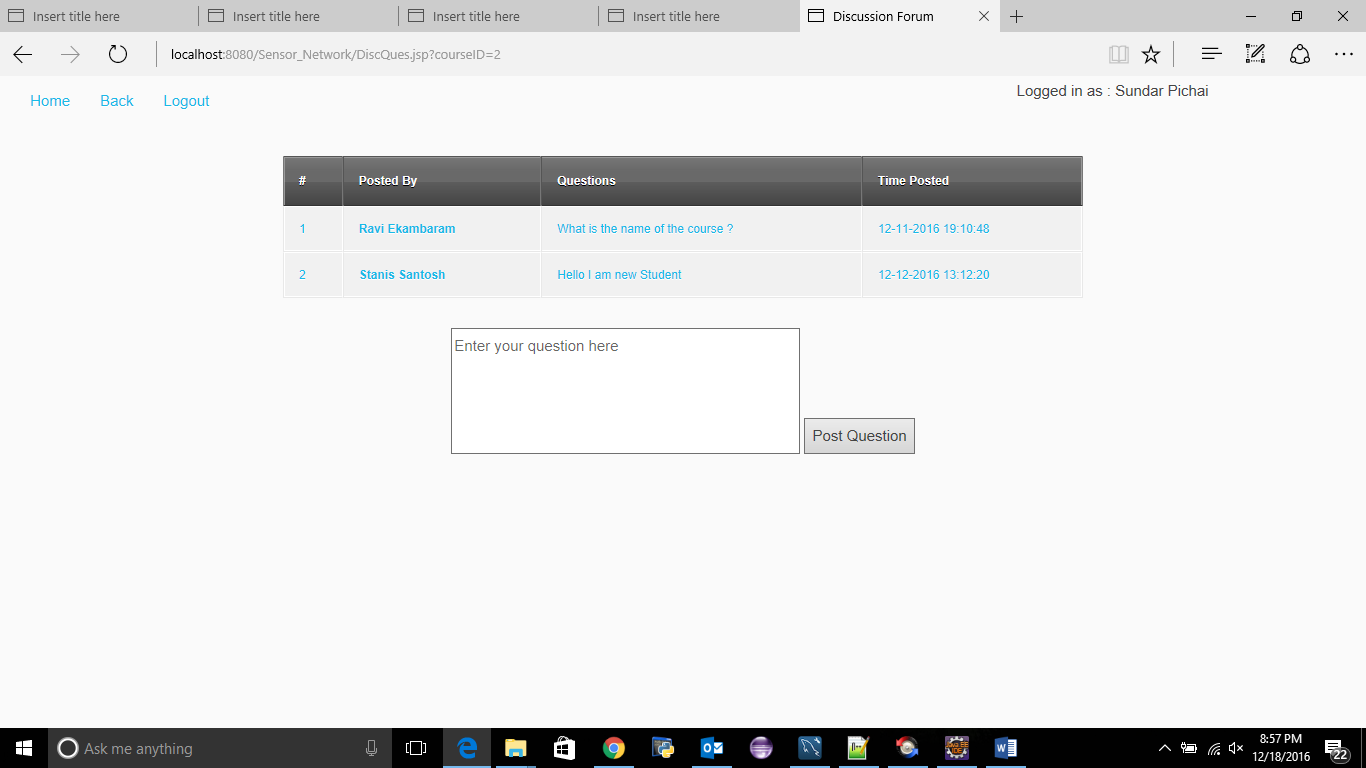 Insert title here Insert title here Insert title here Insert title here Discussion Forum
localhost:8080/Sensor_Network/DiscQues.jsp?courseID=2
Home Back Logout Logged in as : Sundar Pichai
# Posted By Questions Time Posted
1 Ravi Ekambaram What is the name of the course ? 12-11-2016 19:10:48
2 Stanis Santosh Hello I am new Student 12-12-2016 13:12:20
Enter your question here
Post Question
Ask me anything
8:57 PM
12/18/2016
22